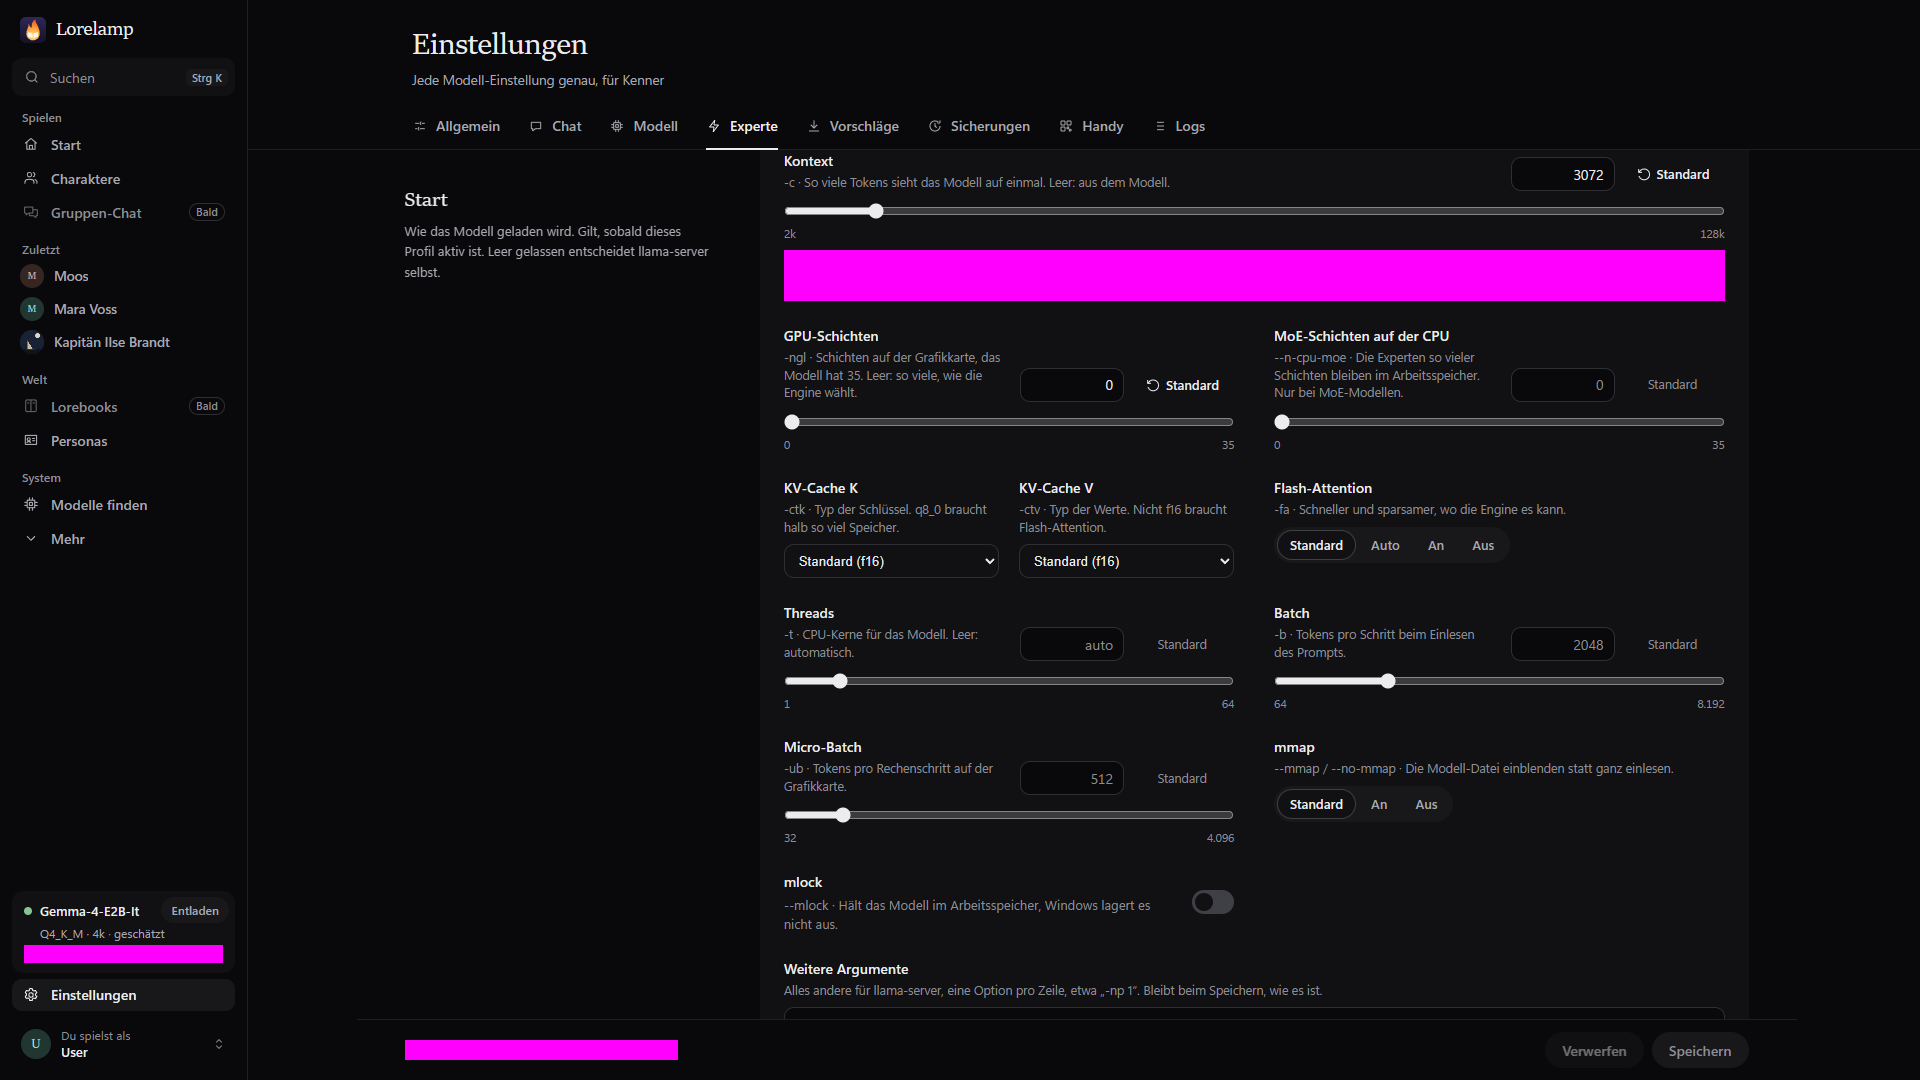 Lorelamp
Suchen
Strg K
Spielen
Start
Charaktere
Gruppen-Chat
Bald
Zuletzt
M
Moos
M
Mara Voss
Kapitän Ilse Brandt
Welt
Lorebooks
Bald
Personas
System
Modelle finden
Mehr
Gemma-4-E2B-It
Entladen
Q4_K_M · 4k · geschätzt
Einstellungen
U
Du spielst als
User
Einstellungen
Jede Modell-Einstellung genau, für Kenner
Allgemein
Chat
Modell
Experte
Vorschläge
Sicherungen
Handy
Logs
Start
Wie das Modell geladen wird. Gilt, sobald dieses
Profil aktiv ist. Leer gelassen entscheidet llama-server
selbst.
Kontext
-c · So viele Tokens sieht das Modell auf einmal. Leer: aus dem Modell.
3072
Standard
2k
128k
GPU-Schichten
-ngl · Schichten auf der Grafikkarte, das
Modell hat 35. Leer: so viele, wie die
Engine wählt.
0
Standard
0
35
MoE-Schichten auf der CPU
--n-cpu-moe · Die Experten so vieler
Schichten bleiben im Arbeitsspeicher.
Nur bei MoE-Modellen.
0
Standard
0
35
KV-Cache K
-ctk · Typ der Schlüssel. q8_0 braucht
halb so viel Speicher.
Standard (f16)
KV-Cache V
-ctv · Typ der Werte. Nicht f16 braucht
Flash-Attention.
Standard (f16)
Flash-Attention
-fa · Schneller und sparsamer, wo die Engine es kann.
Standard
Auto
An
Aus
Threads
-t · CPU-Kerne für das Modell. Leer:
automatisch.
auto
Standard
1
64
Batch
-b · Tokens pro Schritt beim Einlesen
des Prompts.
2048
Standard
64
8.192
Micro-Batch
-ub · Tokens pro Rechenschritt auf der
Grafikkarte.
512
Standard
32
4.096
mmap
--mmap / --no-mmap · Die Modell-Datei einblenden statt ganz einlesen.
Standard
An
Aus
mlock
--mlock · Hält das Modell im Arbeitsspeicher, Windows lagert es
nicht aus.
Weitere Argumente
Alles andere für llama-server, eine Option pro Zeile, etwa „-np 1“. Bleibt beim Speichern, wie es ist.
Verwerfen
Speichern